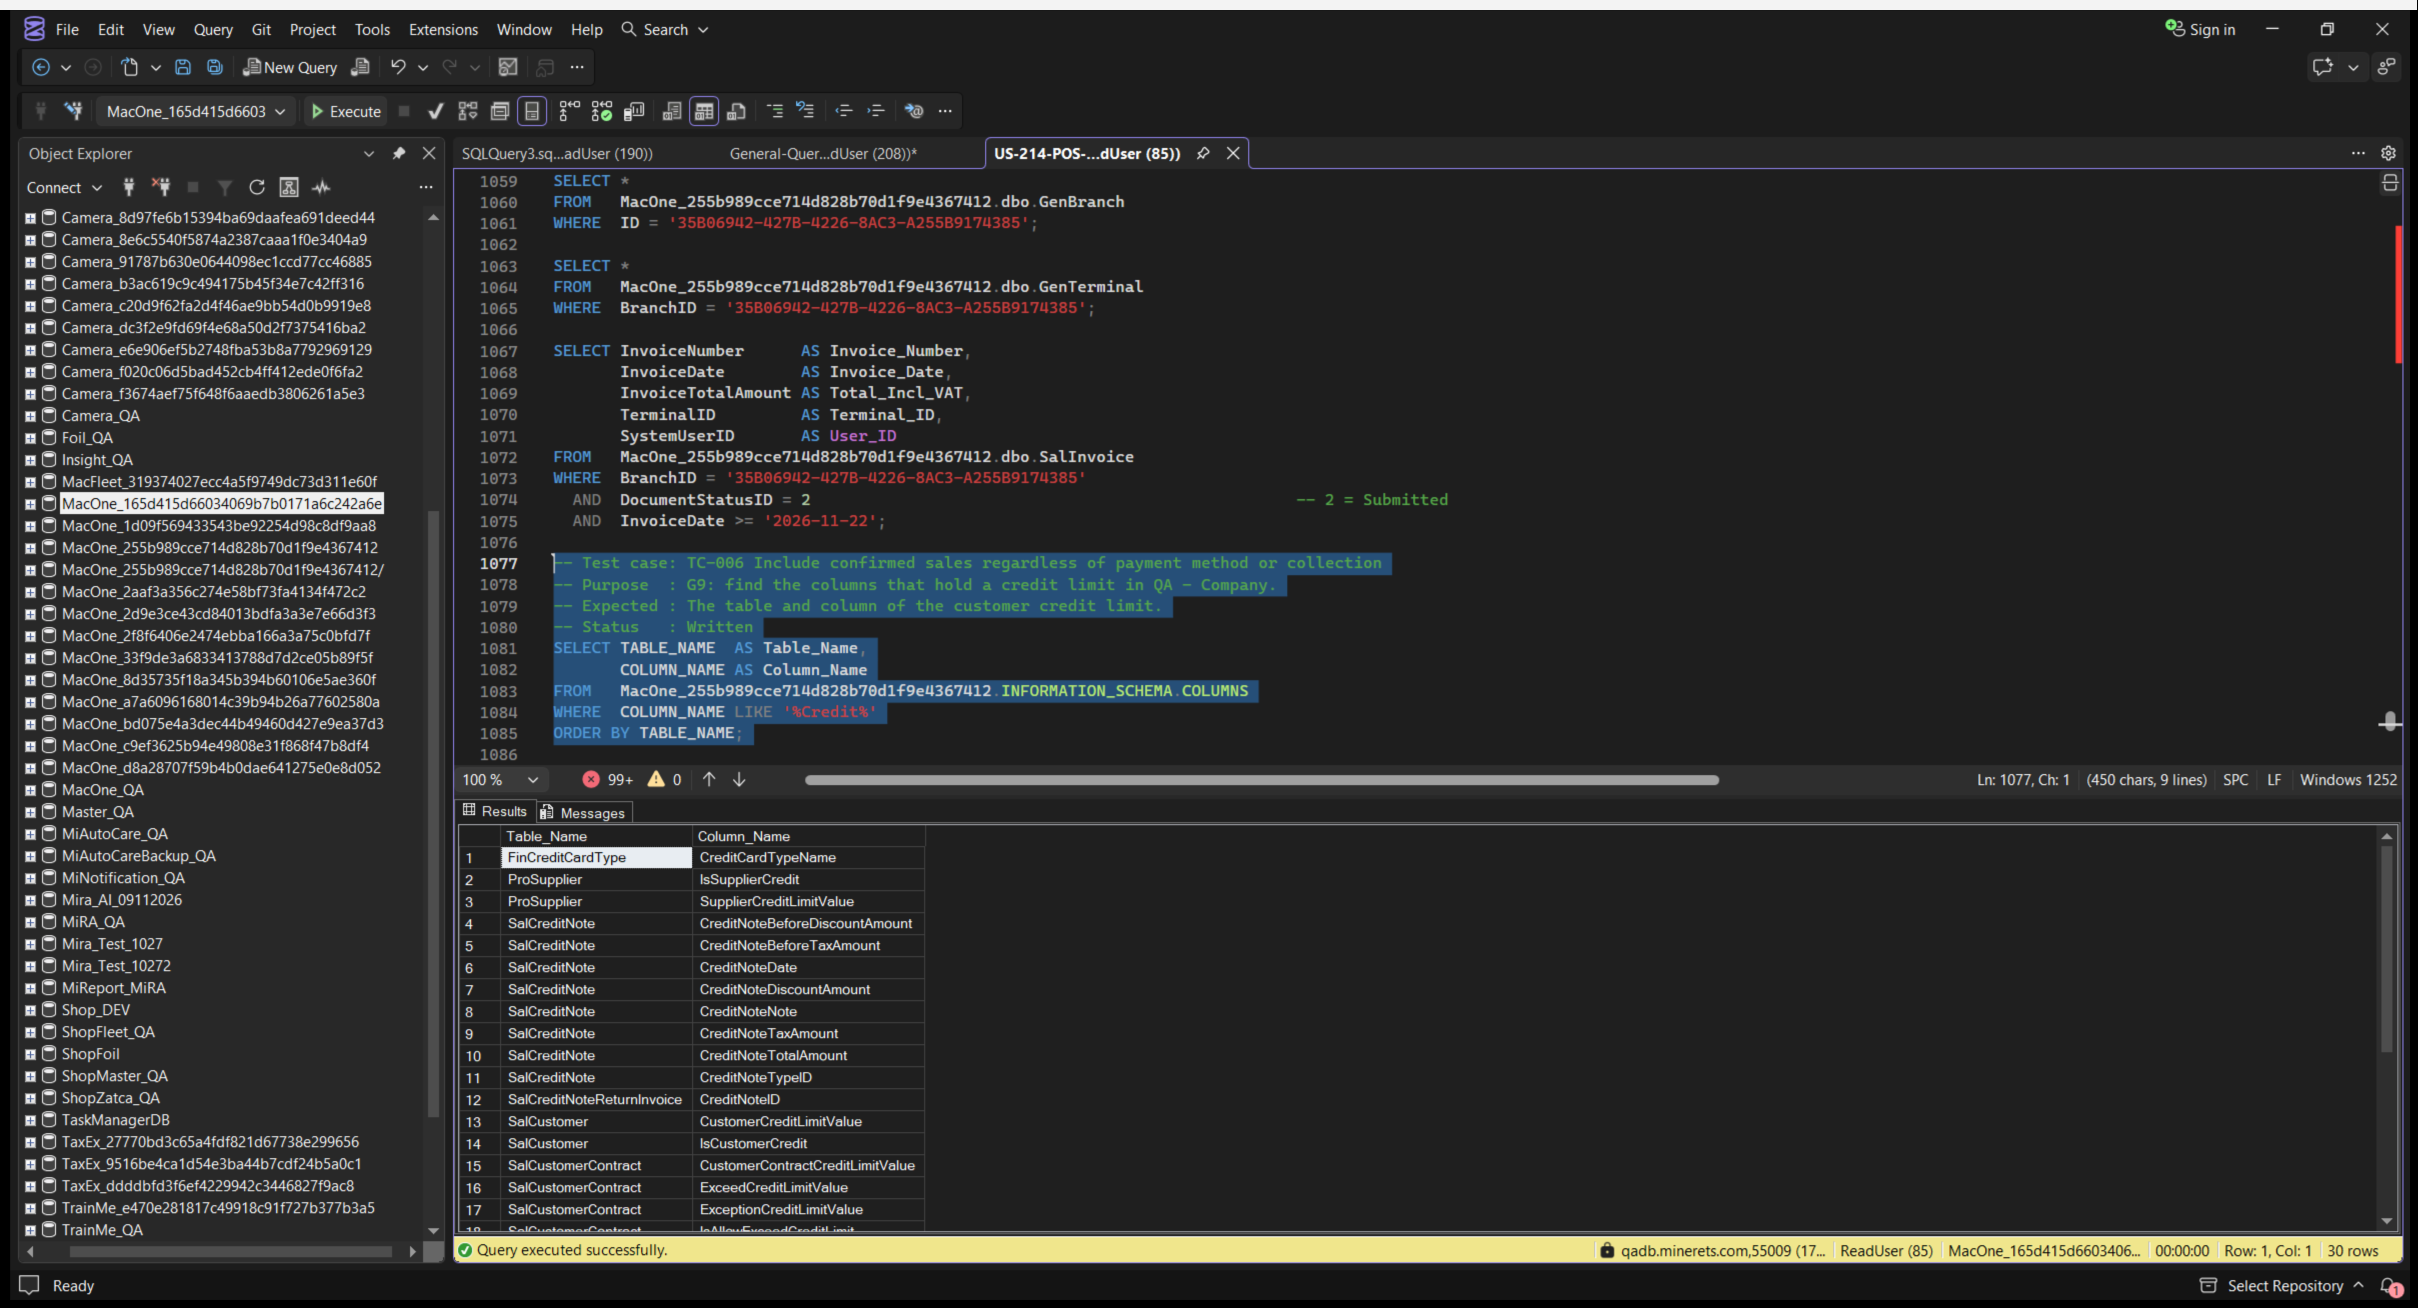 File Edit View Query Git Project Tools Extensions Window Help Search Sign in
New Query
MacOne_165d415d6603 Execute
Object Explorer
Connect
Camera_8d97fe6b15394ba69daafea691deed44
Camera_8e6c5540f5874a2387caaa1f0e3404a9
Camera_91787b630e0644098ec1ccd77cc46885
Camera_b3ac619c9c494175b45f34e7c42ff316
Camera_c20d9f62fa2d4f46ae9bb54d0b9919e8
Camera_dc3f2e9fd69f4e68a50d2f7375416ba2
Camera_e6e906ef5b2748fba53b8a7792969129
Camera_f020c06d5bad452cb4ff412ede0f6fa2
Camera_f3674aef75f648f6aaedb3806261a5e3
Camera_QA
Foil_QA
Insight_QA
MacFleet_319374027ecc4a5f9749dc73d311e60f
MacOne_165d415d66034069b7b0171a6c242a6e
MacOne_1d09f569433543be92254d98c8df9aa8
MacOne_255b989cce714d828b70d1f9e4367412
MacOne_255b989cce714d828b70d1f9e4367412/
MacOne_2aaf3a356c274e58bf73fa4134f472c2
MacOne_2d9e3ce43cd84013bdfa3a3e7e66d3f3
MacOne_2f8f6406e2474ebba166a3a75c0bfd7f
MacOne_33f9de3a6833413788d7d2ce05b89f5f
MacOne_8d35735f18a345b394b60106e5ae360f
MacOne_a7a6096168014c39b94b26a77602580a
MacOne_bd075e4a3dec44b49460d427e9ea37d3
MacOne_c9ef3625b94e49808e31f868f47b8df4
MacOne_d8a28707f59b4b0dae641275e0e8d052
MacOne_QA
Master_QA
MiAutoCare_QA
MiAutoCareBackup_QA
MiNotification_QA
Mira_AI_09112026
MiRA_QA
Mira_Test_1027
Mira_Test_10272
MiReport_MiRA
Shop_DEV
ShopFleet_QA
ShopFoil
ShopMaster_QA
ShopZatca_QA
TaskManagerDB
TaxEx_27770bd3c65a4fdf821d67738e299656
TaxEx_9516be4ca1d54e3ba44b7cdf24b5a0c1
TaxEx_ddddbfd3f6ef4229942c3446827f9ac8
TrainMe_e470e281817c49918c91f727b377b3a5
TrainMe_QA
SQLQuery3.sq...adUser (190)) General-Quer...dUser (208))* US-214-POS-...dUser (85))
1059 SELECT *
1060 FROM MacOne_255b989cce714d828b70d1f9e4367412.dbo.GenBranch
1061 WHERE ID = '35B06942-427B-4226-8AC3-A255B9174385';
1062
1063 SELECT *
1064 FROM MacOne_255b989cce714d828b70d1f9e4367412.dbo.GenTerminal
1065 WHERE BranchID = '35B06942-427B-4226-8AC3-A255B9174385';
1066
1067 SELECT InvoiceNumber AS Invoice_Number,
1068 InvoiceDate AS Invoice_Date,
1069 InvoiceTotalAmount AS Total_Incl_VAT,
1070 TerminalID AS Terminal_ID,
1071 SystemUserID AS User_ID
1072 FROM MacOne_255b989cce714d828b70d1f9e4367412.dbo.SalInvoice
1073 WHERE BranchID = '35B06942-427B-4226-8AC3-A255B9174385'
1074 AND DocumentStatusID = 2 -- 2 = Submitted
1075 AND InvoiceDate >= '2026-11-22';
1076
1077 -- Test case: TC-006 Include confirmed sales regardless of payment method or collection
1078 -- Purpose : G9: find the columns that hold a credit limit in QA - Company.
1079 -- Expected : The table and column of the customer credit limit.
1080 -- Status : Written
1081 SELECT TABLE_NAME AS Table_Name,
1082 COLUMN_NAME AS Column_Name
1083 FROM MacOne_255b989cce714d828b70d1f9e4367412.INFORMATION_SCHEMA.COLUMNS
1084 WHERE COLUMN_NAME LIKE '%Credit%'
1085 ORDER BY TABLE_NAME;
1086
100 % 99+ 0 Ln: 1077, Ch: 1 (450 chars, 9 lines) SPC LF Windows 1252
Results Messages
Table_Name Column_Name
1 FinCreditCardType CreditCardTypeName
2 ProSupplier IsSupplierCredit
3 ProSupplier SupplierCreditLimitValue
4 SalCreditNote CreditNoteBeforeDiscountAmount
5 SalCreditNote CreditNoteBeforeTaxAmount
6 SalCreditNote CreditNoteDate
7 SalCreditNote CreditNoteDiscountAmount
8 SalCreditNote CreditNoteNote
9 SalCreditNote CreditNoteTaxAmount
10 SalCreditNote CreditNoteTotalAmount
11 SalCreditNote CreditNoteTypeID
12 SalCreditNoteReturnInvoice CreditNoteID
13 SalCustomer CustomerCreditLimitValue
14 SalCustomer IsCustomerCredit
15 SalCustomerContract CustomerContractCreditLimitValue
16 SalCustomerContract ExceedCreditLimitValue
17 SalCustomerContract ExceptionCreditLimitValue
18 SalCustomerContract IsAllowExceedCreditLimit
Query executed successfully. qadb.minerets.com,55009 (17... ReadUser (85) MacOne_165d415d6603406... 00:00:00 Row: 1, Col: 1 30 rows
Ready Select Repository 1